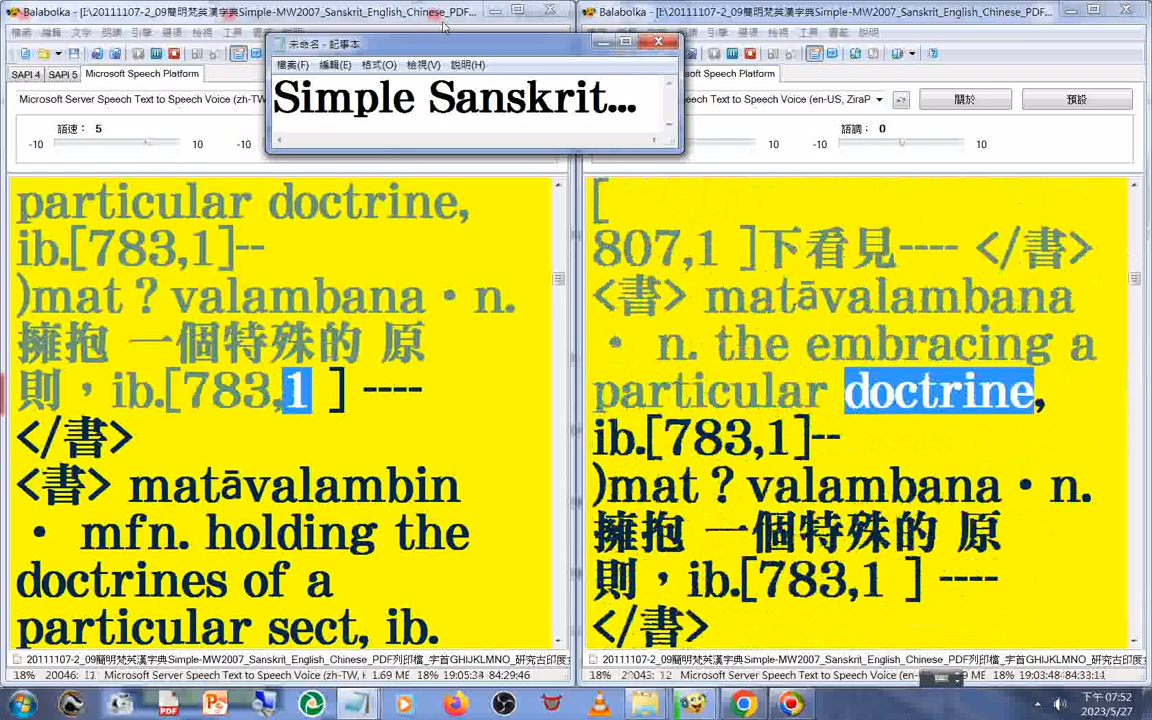 Balabolka - [I:\20111107-2_09簡明梵英漢字典Simple-MW2007_Sanskrit_English_Chinese_PDF...
Balabolka - [I:\20111107-2_09簡明梵英漢字典Simple-MW2007_Sanskrit_English_Chinese_PDF...
未命名 - 記事本
檔案(F) 編輯(E) 格式(O) 檢視(V) 說明(H)
Simple Sanskrit...
SAPI 4 SAPI 5 Microsoft Speech Platform
Speech Platform
Microsoft Server Speech Text to Speech Voice (zh-TW
eech Text to Speech Voice (en-US, ZiraP
關於 預設
語速： 5
-10 10 -10
語調： 0
10 -10 10
particular doctrine,
ib.[783,1]--
)mat？valambana・n.
擁抱 一個特殊的 原
則，ib.[783,1 ] ----
</書>
<書> matāvalambin
・ mfn. holding the
doctrines of a
particular sect, ib.
[
807,1 ]下看見---- </書>
<書> matāvalambana
・ n. the embracing a
particular doctrine,
ib.[783,1]--
)mat？valambana・n.
擁抱 一個特殊的 原
則，ib.[783,1 ] ----
</書>
20111107-2_09簡明梵英漢字典Simple-MW2007_Sanskrit_English_Chinese_PDF列印檔_字首GHIJKLMNO_研究古印度
20111107-2_09簡明梵英漢字典Simple-MW2007_Sanskrit_English_Chinese_PDF列印檔_字首GHIJKLMNO_研究古印度
18% 20046: 11 Microsoft Server Speech Text to Speech Voice (zh-TW, 1.69 ME 18% 19:05:34 84:29:46
18% 20043: 12 Microsoft Server Speech Text to Speech Voice 18% 19:08:59 84:33:14
下午 07:52
2023/5/27